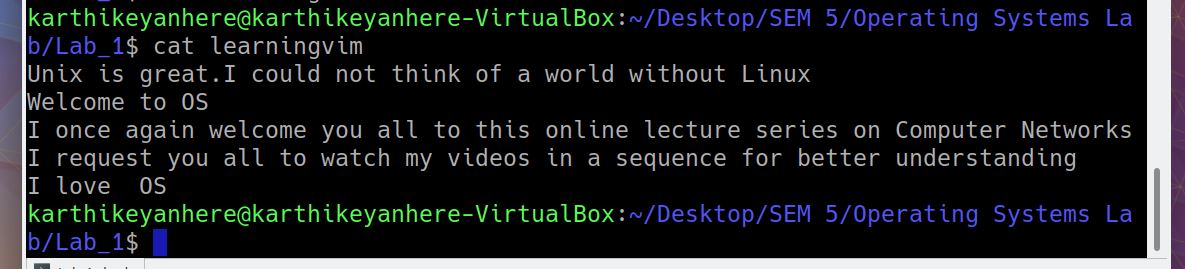 karthikeyanhere@karthikeyanhere-VirtualBox:~/Desktop/SEM 5/Operating Systems La
b/Lab_1$ cat learningvim
Unix is great.I could not think of a world without Linux
Welcome to OS
I once again welcome you all to this online lecture series on Computer Networks
I request you all to watch my videos in a sequence for better understanding
I love  OS
karthikeyanhere@karthikeyanhere-VirtualBox:~/Desktop/SEM 5/Operating Systems La
b/Lab_1$